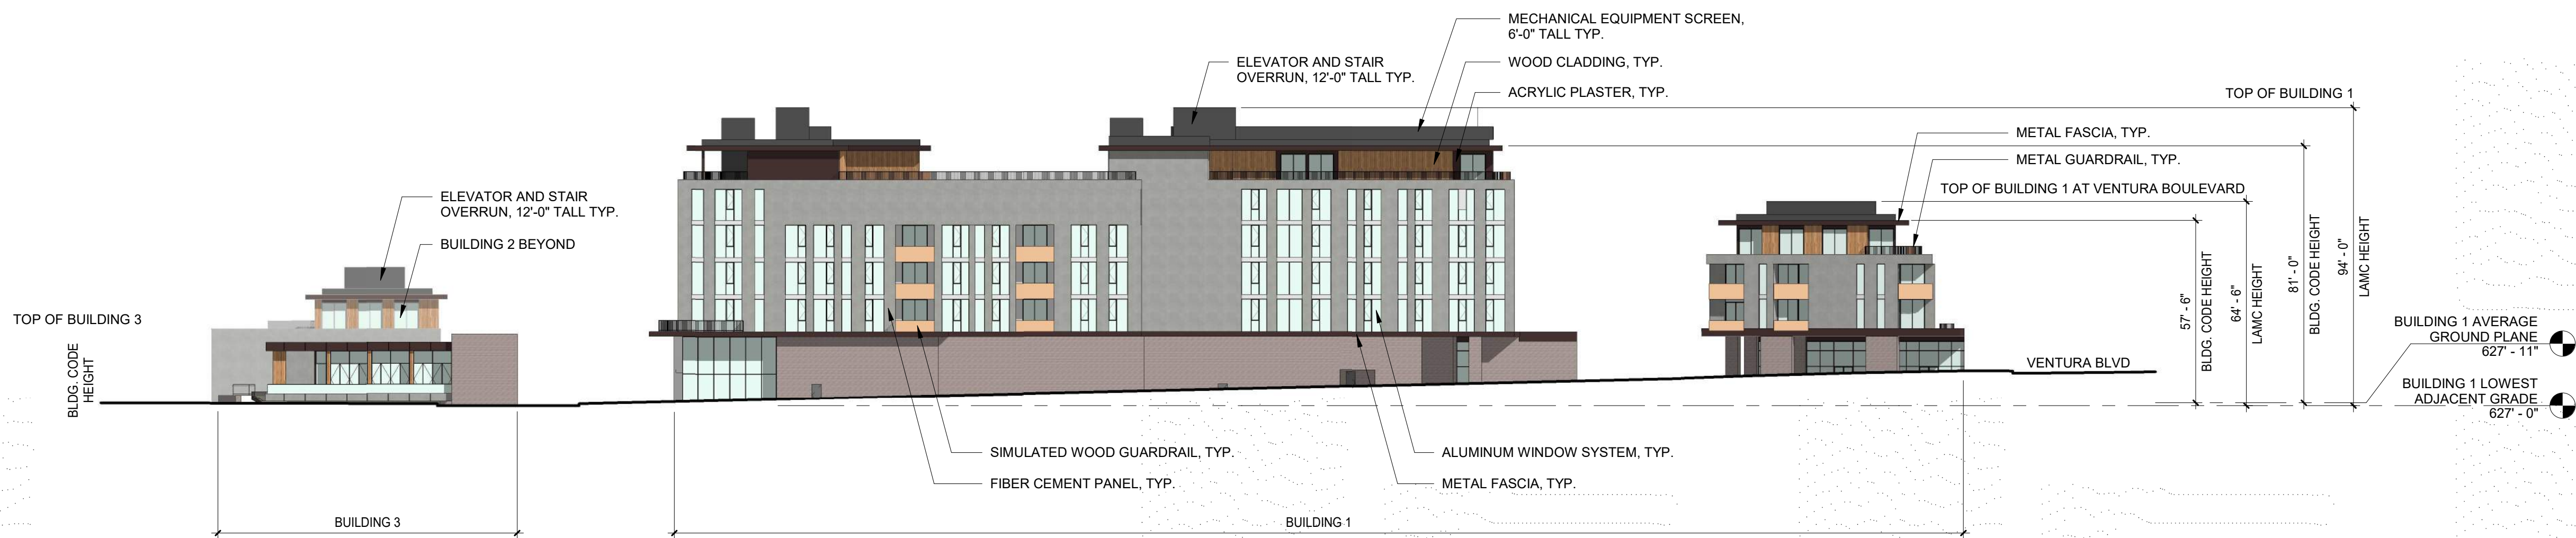 MECHANICAL EQUIPMENT SCREEN,
6'-0" TALL TYP.
ELEVATOR AND STAIR
OVERRUN, 12'-0" TALL TYP.
WOOD CLADDING, TYP.
ACRYLIC PLASTER, TYP.
TOP OF BUILDING 1
METAL FASCIA, TYP.
METAL GUARDRAIL, TYP.
TOP OF BUILDING 1 AT VENTURA BOULEVARD
ELEVATOR AND STAIR
OVERRUN, 12'-0" TALL TYP.
BUILDING 2 BEYOND
TOP OF BUILDING 3
BLDG. CODE
HEIGHT
57' - 6"
BLDG. CODE HEIGHT
64' - 6"
LAMC HEIGHT
81' - 0"
BLDG. CODE HEIGHT
94' - 0"
LAMC HEIGHT
BUILDING 1 AVERAGE
GROUND PLANE
627' - 11"
VENTURA BLVD
BUILDING 1 LOWEST
ADJACENT GRADE
627' - 0"
SIMULATED WOOD GUARDRAIL, TYP.
FIBER CEMENT PANEL, TYP.
ALUMINUM WINDOW SYSTEM, TYP.
METAL FASCIA, TYP.
BUILDING 3
BUILDING 1